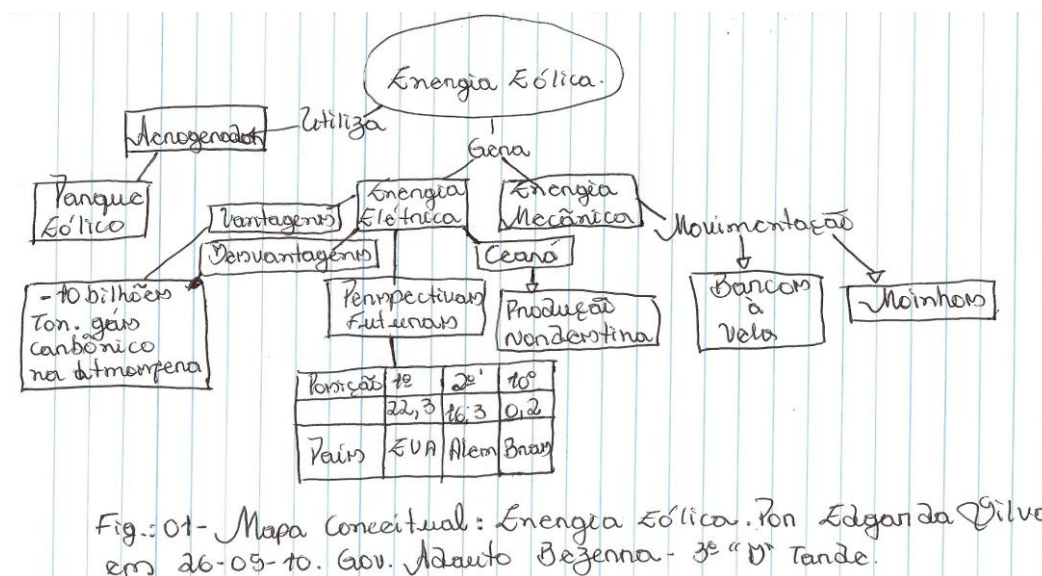 Energia Eólica.
Utiliza
Aerogerador
Gera
Parque
Eólico
Energia
Elétrica
Energia
Mecânica
Vantagens
Desvantagens
Ceará
Movimentação
- 10 bilhões
Ton. gás
carbônico
na atmosfera
Perspectivas
Futuras
Produção
nordestina
Barcos
à
Vela
Moinhos
Posição 1º 2º 10º
22,3 16,3 0,2
País EUA Alem Bras
Fig.: 01- Mapa Conceitual: Energia Eólica. Por Edgar da Silva
em 26-05-10. Gov. Adauto Bezerra - 3º "D" Tarde.